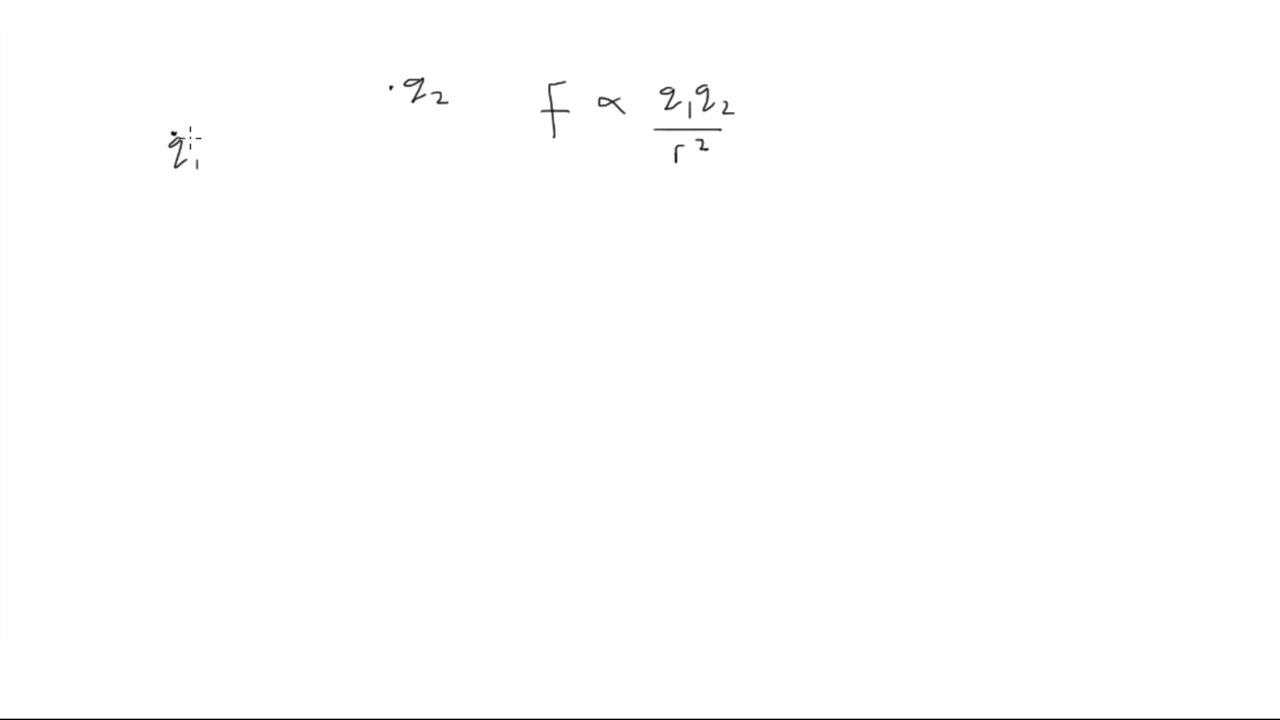 · q₂ F ∝ q₁q₂ / r²
q₁